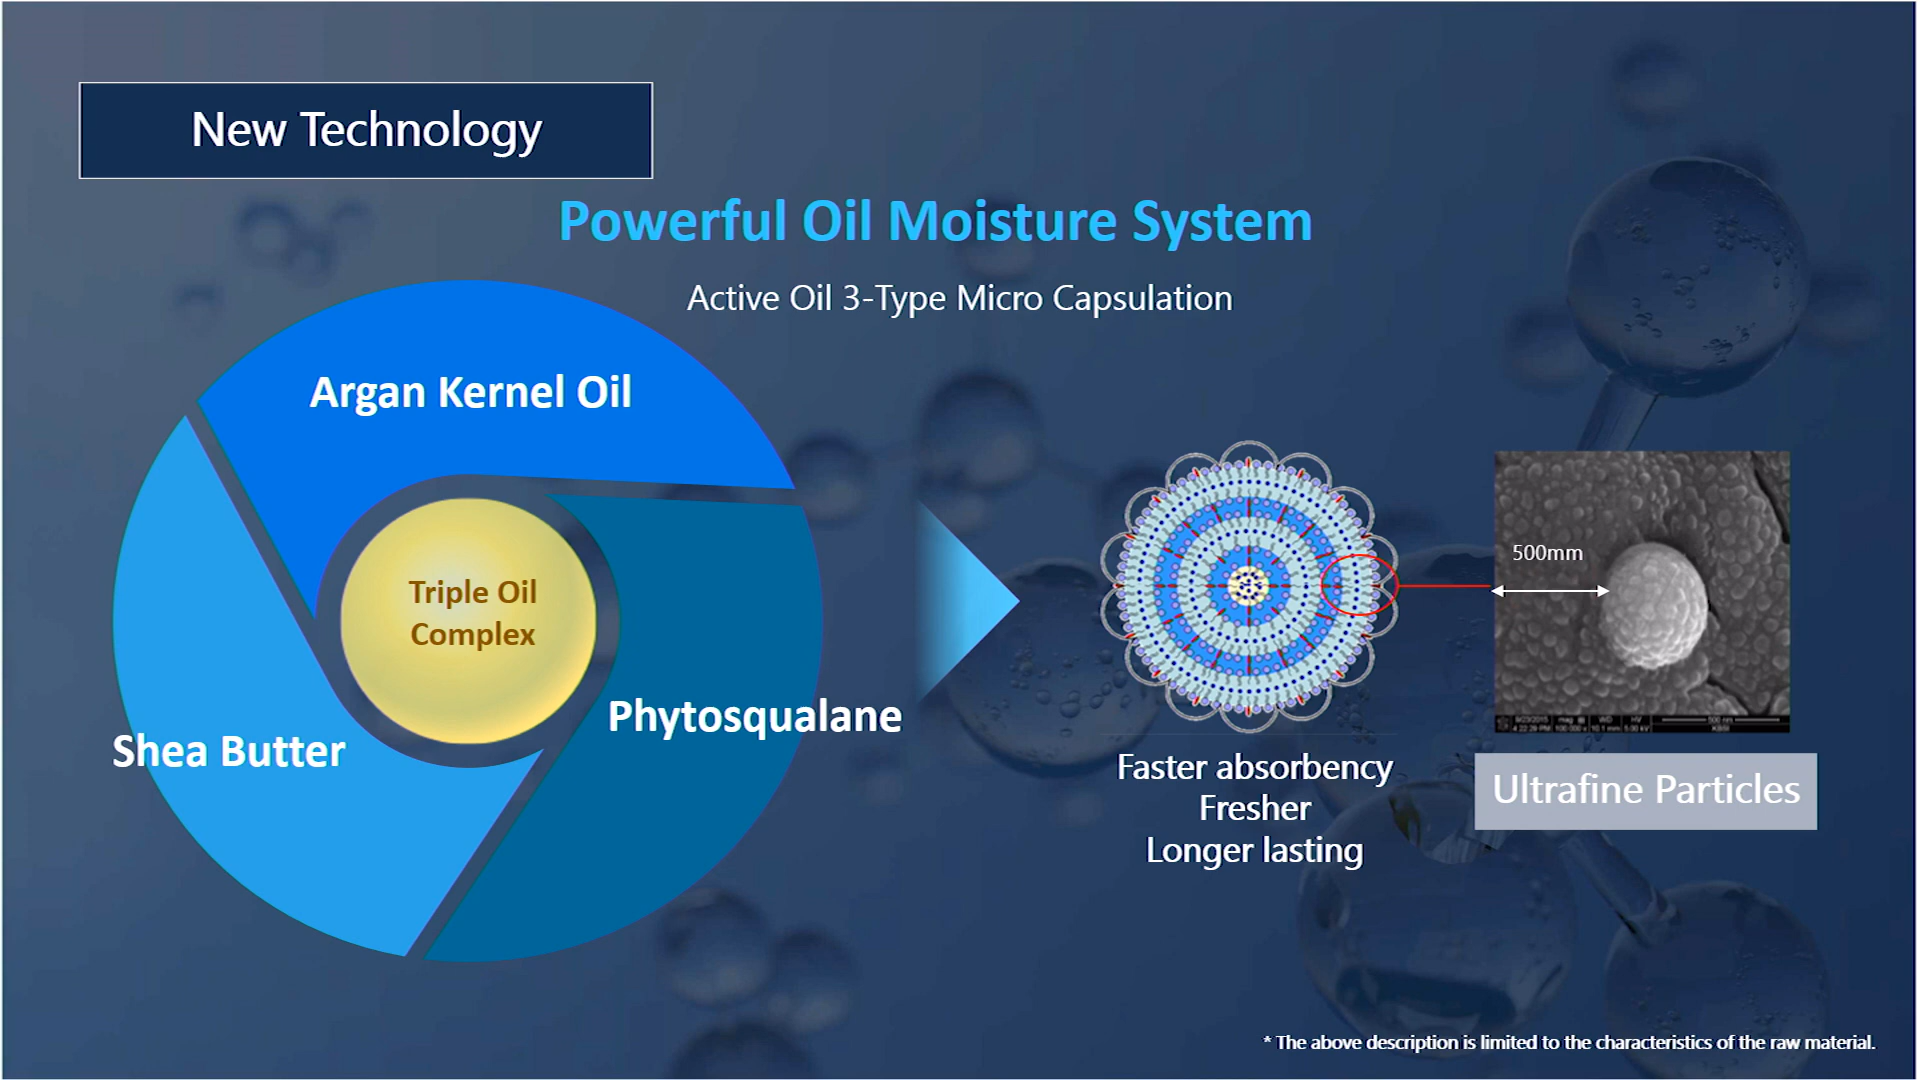 New Technology
Powerful Oil Moisture System
Active Oil 3-Type Micro Capsulation
Argan Kernel Oil
Triple Oil
Complex
Phytosqualane
Shea Butter
500mm
Faster absorbency
Fresher
Longer lasting
Ultrafine Particles
* The above description is limited to the characteristics of the raw material.